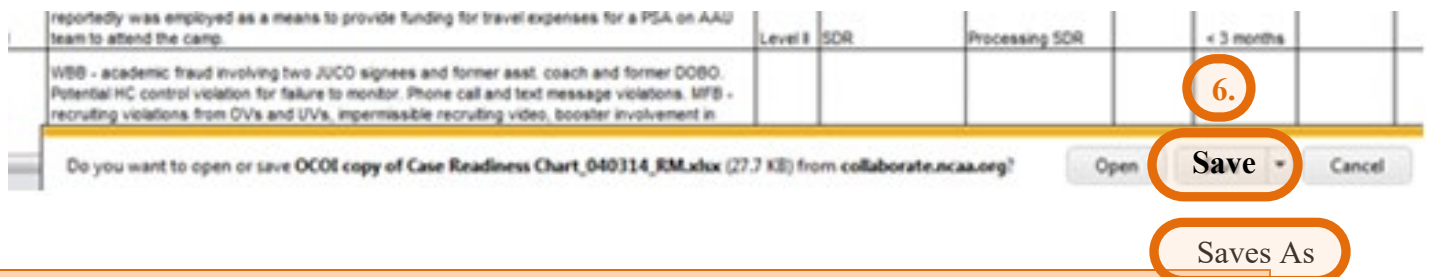 reportedly was employed as a means to provide funding for travel expenses for a PSA on AAU
team to attend the camp. Level II SDR Processing SDR < 3 months
WBB - academic fraud involving two JUCO signees and former asst. coach and former DOBO.
Potential HC control violation for failure to monitor. Phone call and text message violations. MFB -
recruiting violations from OVs and UVs, impermissible recruiting video, booster involvement in
6.
Do you want to open or save OCOI copy of Case Readiness Chart_040314_RM.xlsx (27.7 KB) from collaborate.ncaa.org? Open Save Cancel
Saves As